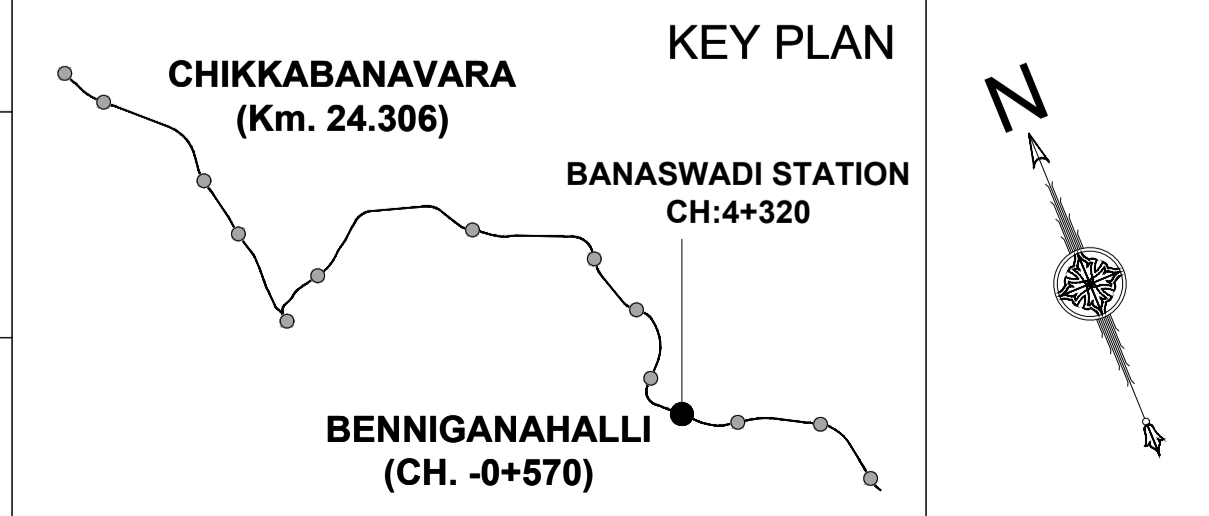 KEY PLAN
N
CHIKKABANAVARA
(Km. 24.306)
BANASWADI STATION
CH:4+320
BENNIGANAHALLI
(CH. -0+570)